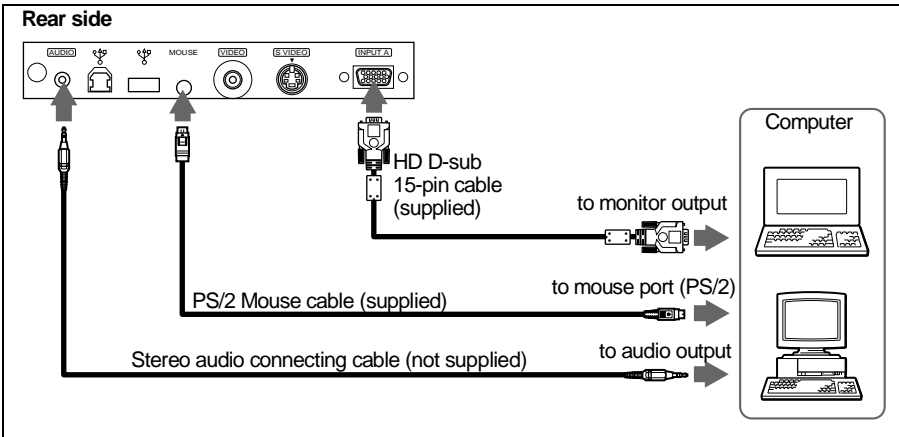 Rear side
AUDIO MOUSE VIDEO S VIDEO INPUT A
Computer
HD D-sub
15-pin cable
(supplied)
to monitor output
to mouse port (PS/2)
PS/2 Mouse cable (supplied)
to audio output
Stereo audio connecting cable (not supplied)